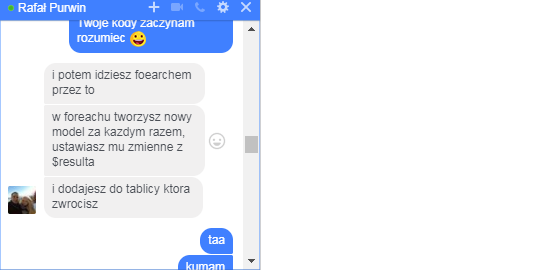 Rafał Purwin
Twoje kody zaczynam
rozumiec
i potem idziesz foearchem
przez to
w foreachu tworzysz nowy
model za kazdym razem,
ustawiasz mu zmienne z
$resulta
i dodajesz do tablicy ktora
zwrocisz
taa
kumam